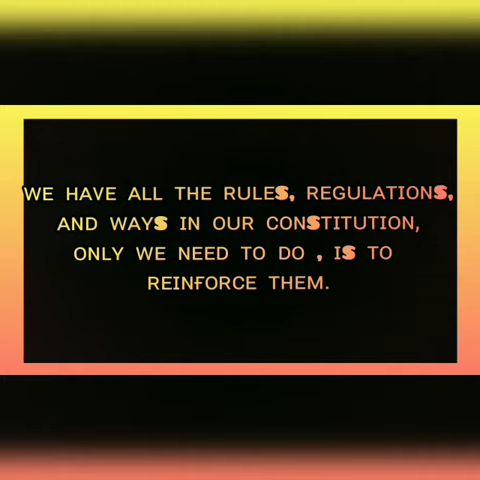 WE HAVE ALL THE RULES, REGULATIONS,
AND WAYS IN OUR CONSTITUTION,
ONLY WE NEED TO DO , IS TO
REINFORCE THEM.